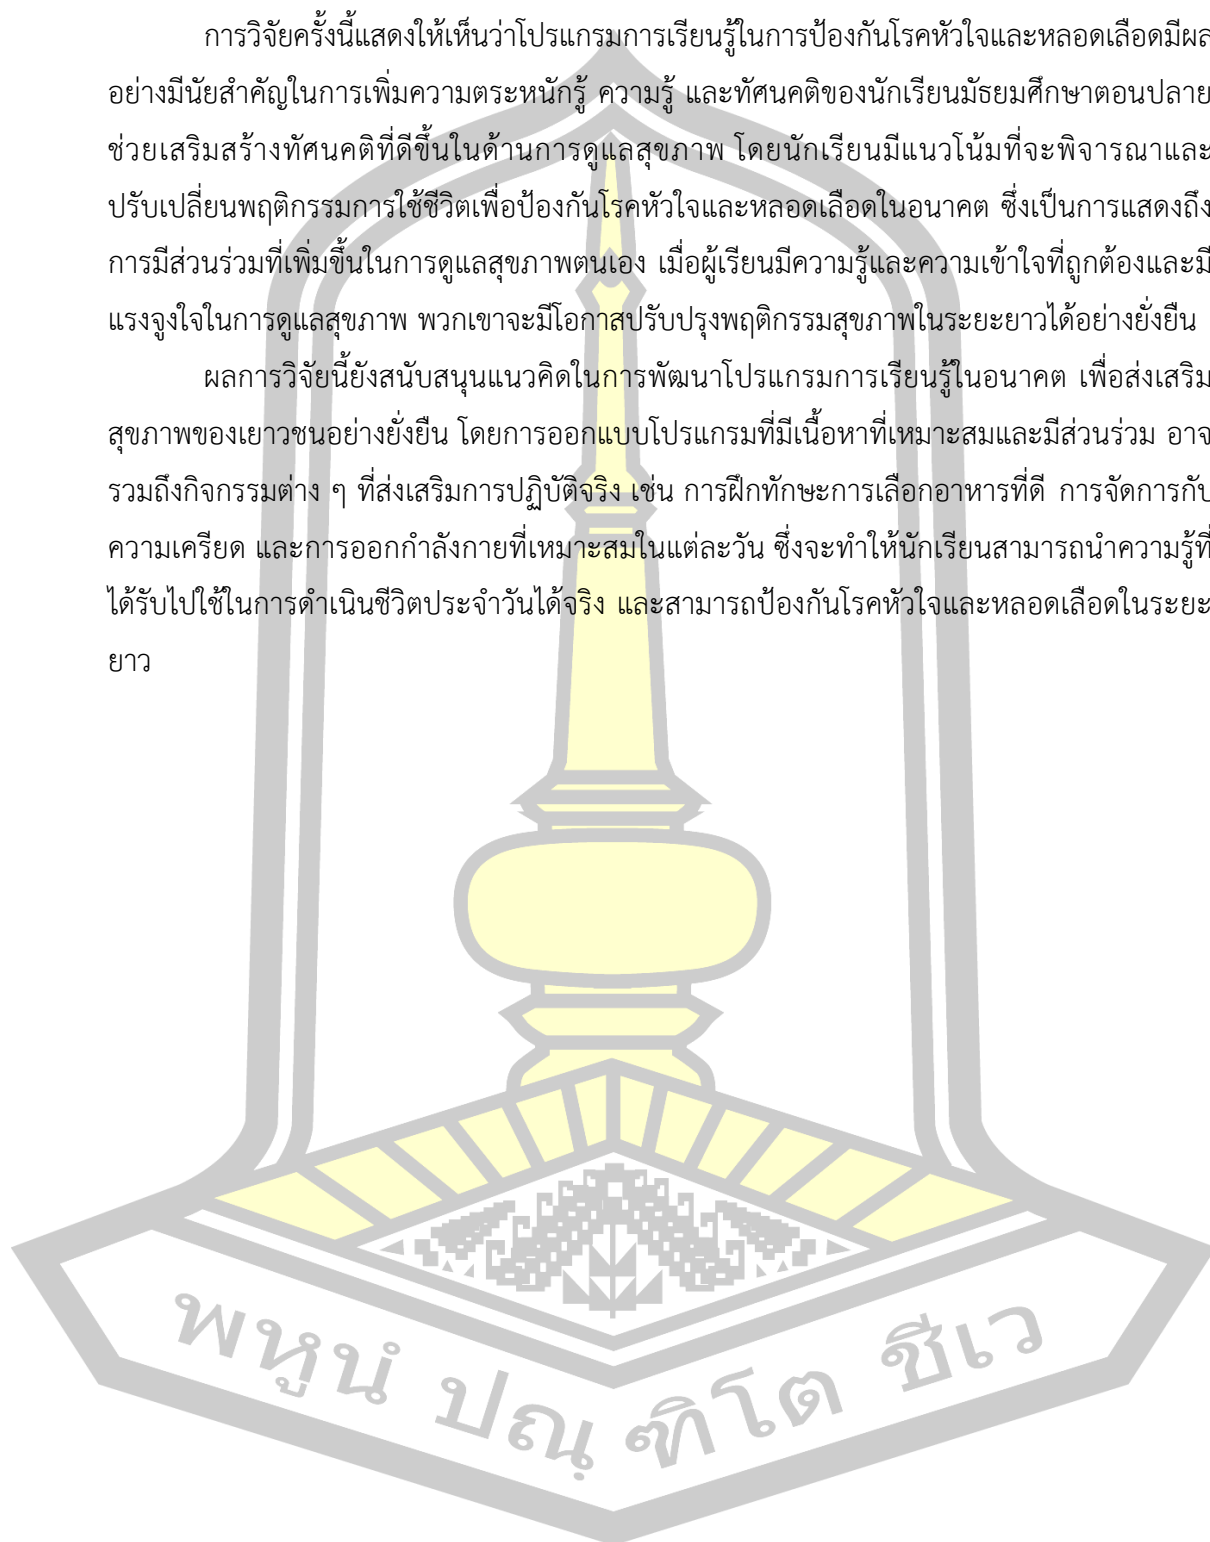 การวิจัยครั้งนี้แสดงให้เห็นว่าโปรแกรมการเรียนรู้ในการป้องกันโรคหัวใจและหลอดเลือดมีผล
อย่างมีนัยสำคัญในการเพิ่มความตระหนักรู้ ความรู้ และทัศนคติของนักเรียนมัธยมศึกษาตอนปลาย
ช่วยเสริมสร้างทัศนคติที่ดีขึ้นในด้านการดูแลสุขภาพ โดยนักเรียนมีแนวโน้มที่จะพิจารณาและ
ปรับเปลี่ยนพฤติกรรมการใช้ชีวิตเพื่อป้องกันโรคหัวใจและหลอดเลือดในอนาคต ซึ่งเป็นการแสดงถึง
การมีส่วนร่วมที่เพิ่มขึ้นในการดูแลสุขภาพตนเอง เมื่อผู้เรียนมีความรู้และความเข้าใจที่ถูกต้องและมี
แรงจูงใจในการดูแลสุขภาพ พวกเขาจะมีโอกาสปรับปรุงพฤติกรรมสุขภาพในระยะยาวได้อย่างยั่งยืน
ผลการวิจัยนี้ยังสนับสนุนแนวคิดในการพัฒนาโปรแกรมการเรียนรู้ในอนาคต เพื่อส่งเสริม
สุขภาพของเยาวชนอย่างยั่งยืน โดยการออกแบบโปรแกรมที่มีเนื้อหาที่เหมาะสมและมีส่วนร่วม อาจ
รวมถึงกิจกรรมต่าง ๆ ที่ส่งเสริมการปฏิบัติจริง เช่น การฝึกทักษะการเลือกอาหารที่ดี การจัดการกับ
ความเครียด และการออกกำลังกายที่เหมาะสมในแต่ละวัน ซึ่งจะทำให้นักเรียนสามารถนำความรู้ที่
ได้รับไปใช้ในการดำเนินชีวิตประจำวันได้จริง และสามารถป้องกันโรคหัวใจและหลอดเลือดในระยะ
ยาว
พหูนํ ปณฺฑิโต ชีเว